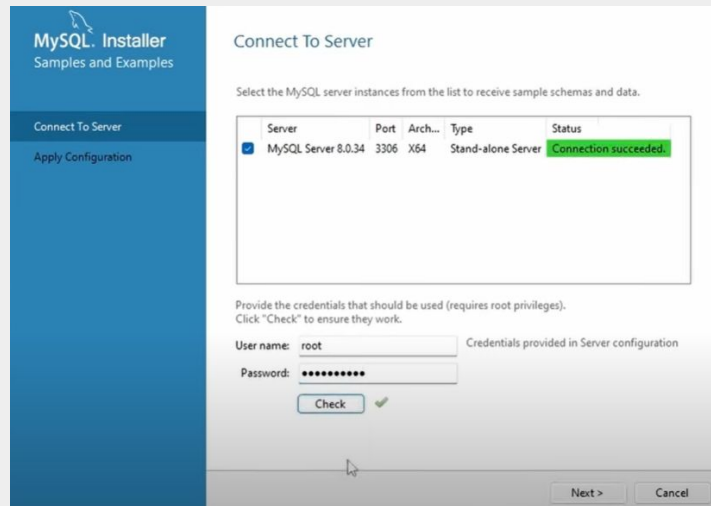 MySQL. Installer
Samples and Examples
Connect To Server
Apply Configuration
Connect To Server
Select the MySQL server instances from the list to receive sample schemas and data.
Server Port Arch... Type Status
MySQL Server 8.0.34 3306 X64 Stand-alone Server Connection succeeded.
Provide the credentials that should be used (requires root privileges).
Click "Check" to ensure they work.
User name: root Credentials provided in Server configuration
Password: ••••••••••
Check
Next > Cancel